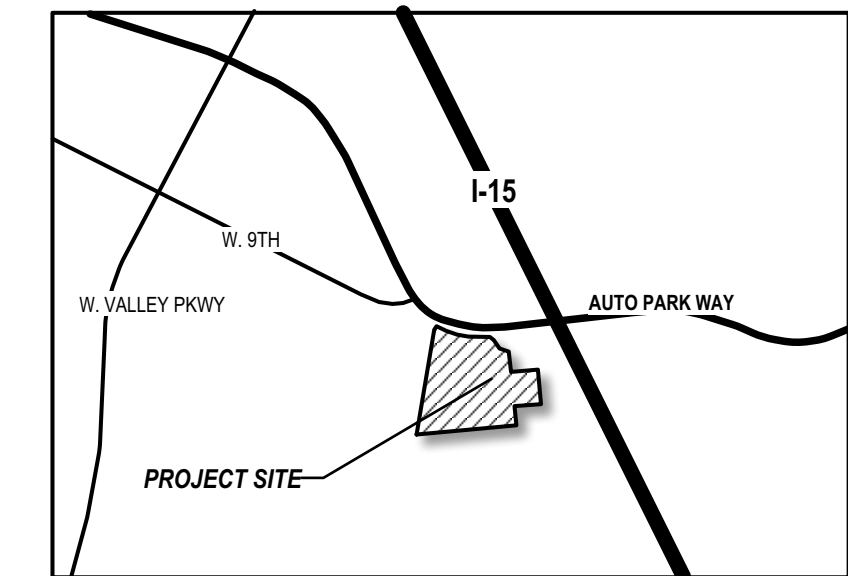 I-15
W. 9TH
W. VALLEY PKWY
AUTO PARK WAY
PROJECT SITE